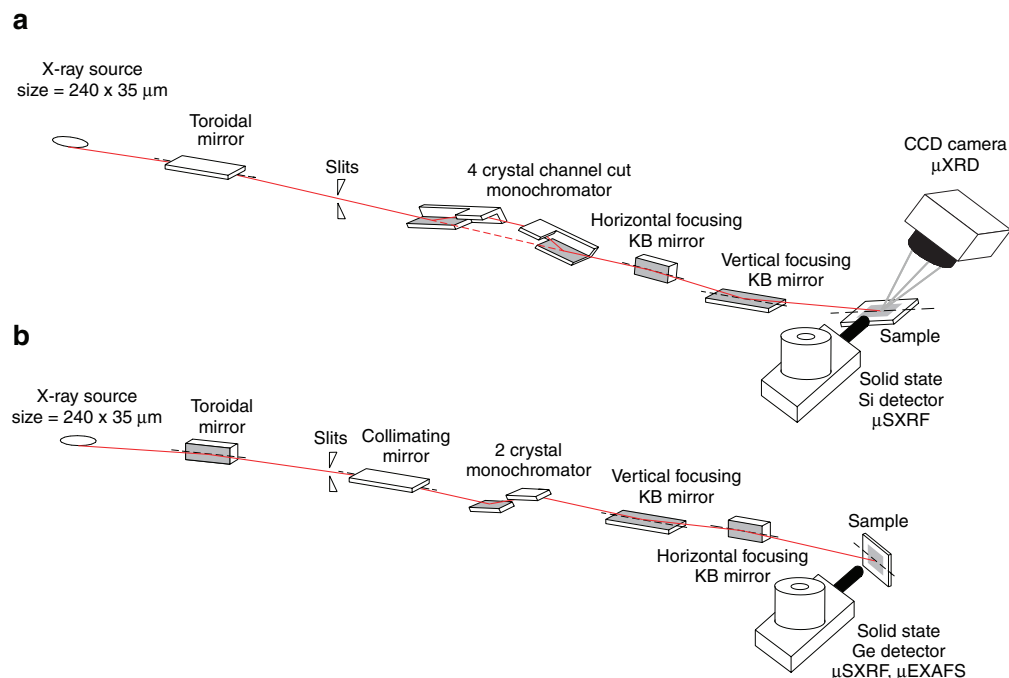 a
X-ray source
size = 240 x 35 μm
Toroidal
mirror
Slits
4 crystal channel cut
monochromator
Horizontal focusing
KB mirror
Vertical focusing
KB mirror
CCD camera
μXRD
Sample
Solid state
Si detector
μSXRF
b
X-ray source
size = 240 x 35 μm
Toroidal
mirror
Slits
Collimating
mirror
2 crystal
monochromator
Vertical focusing
KB mirror
Horizontal focusing
KB mirror
Sample
Solid state
Ge detector
μSXRF, μEXAFS